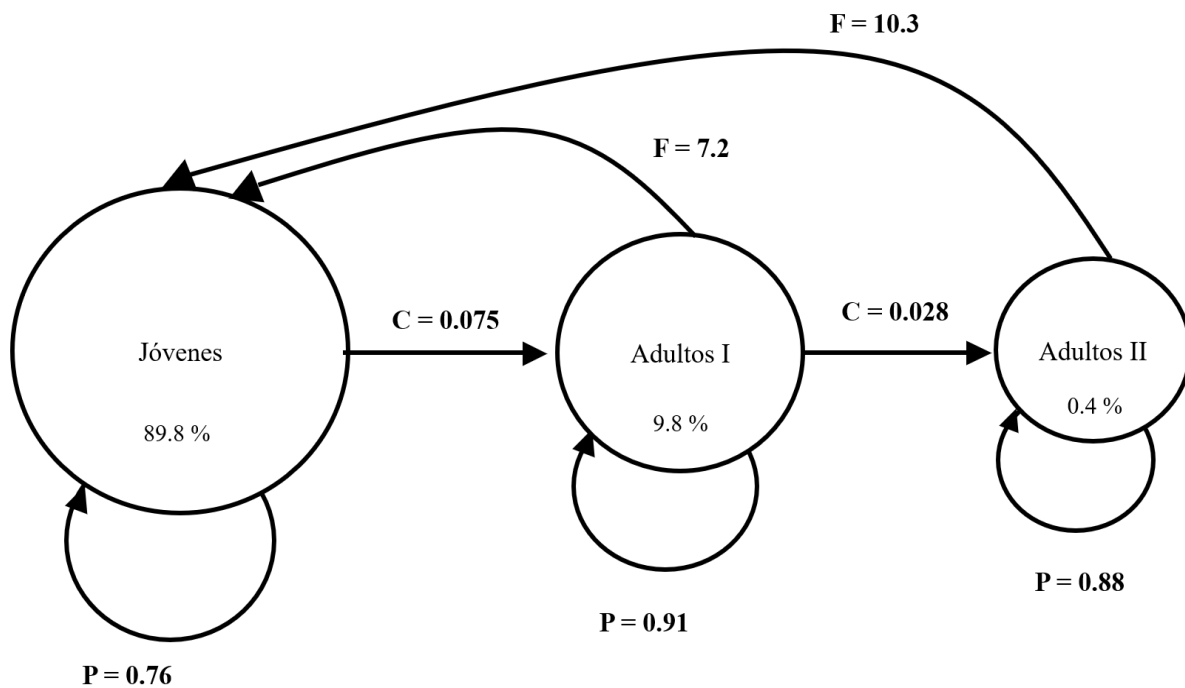 F = 10.3
F = 7.2
C = 0.075
C = 0.028
Jóvenes
89.8 %
Adultos I
9.8 %
Adultos II
0.4 %
P = 0.76
P = 0.91
P = 0.88